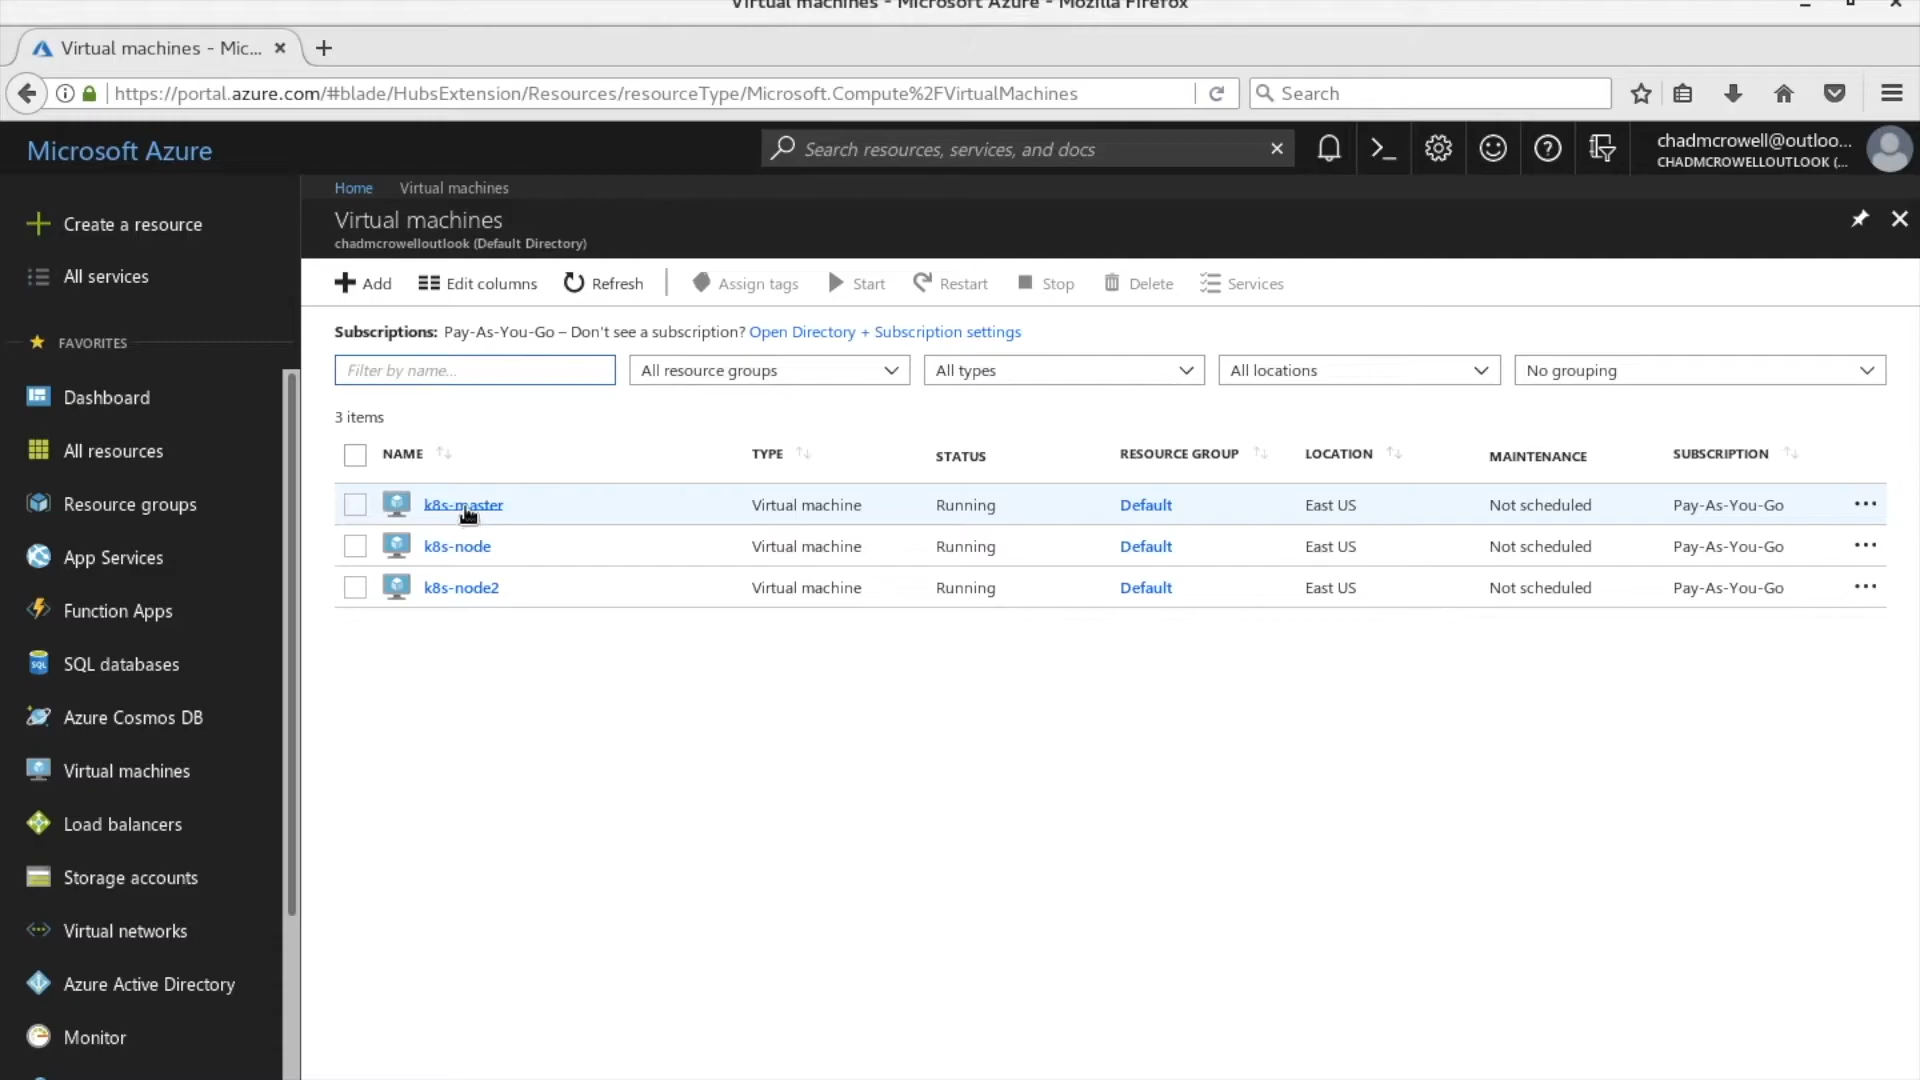 Virtual machines - Microsoft Azure - Mozilla Firefox
Virtual machines - Mic...
https://portal.azure.com/#blade/HubsExtension/Resources/resourceType/Microsoft.Compute%2FVirtualMachines
Search
Microsoft Azure
Search resources, services, and docs
chadmcrowell@outloo...
CHADMCROWELLOUTLOOK (...
Home Virtual machines
Virtual machines
chadmcrowelloutlook (Default Directory)
Create a resource
All services
FAVORITES
Dashboard
All resources
Resource groups
App Services
Function Apps
SQL databases
Azure Cosmos DB
Virtual machines
Load balancers
Storage accounts
Virtual networks
Azure Active Directory
Monitor
Add Edit columns Refresh Assign tags Start Restart Stop Delete Services
Subscriptions: Pay-As-You-Go – Don't see a subscription? Open Directory + Subscription settings
Filter by name... All resource groups All types All locations No grouping
3 items
NAME TYPE STATUS RESOURCE GROUP LOCATION MAINTENANCE SUBSCRIPTION
k8s-master Virtual machine Running Default East US Not scheduled Pay-As-You-Go
k8s-node Virtual machine Running Default East US Not scheduled Pay-As-You-Go
k8s-node2 Virtual machine Running Default East US Not scheduled Pay-As-You-Go